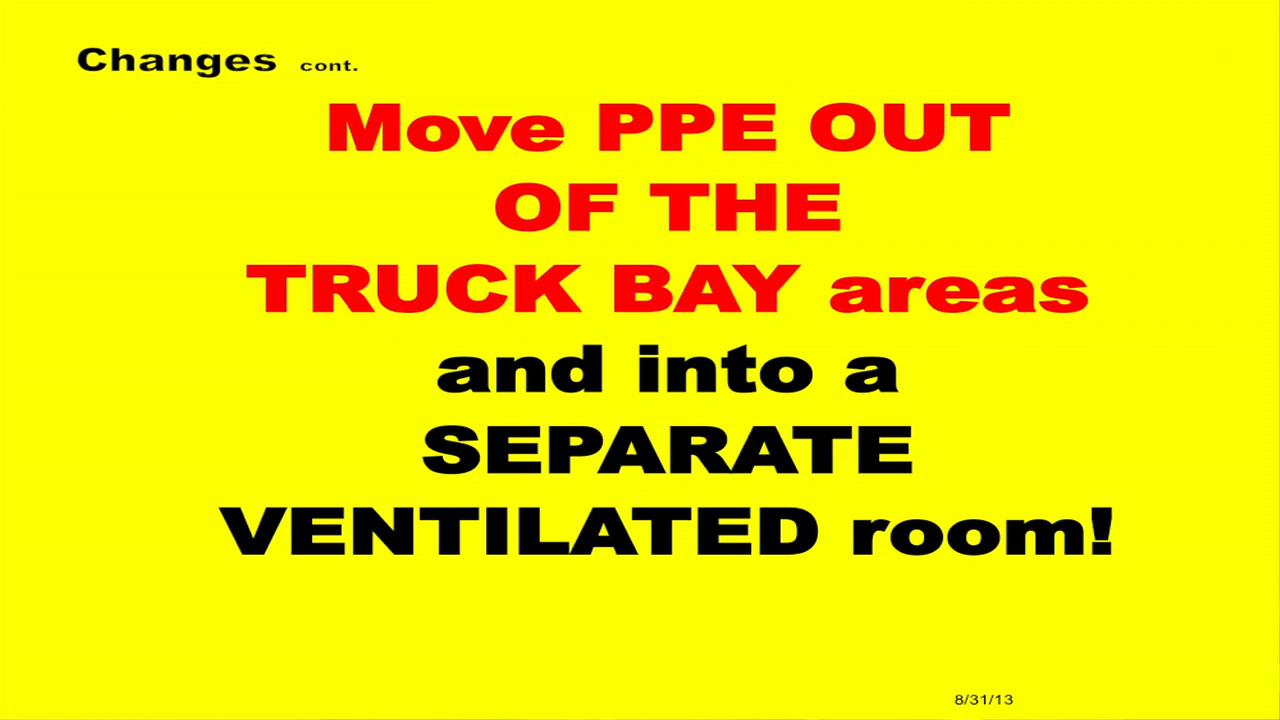 Changes cont.
Move PPE OUT
OF THE
TRUCK BAY areas
and into a
SEPARATE
VENTILATED room!
8/31/13